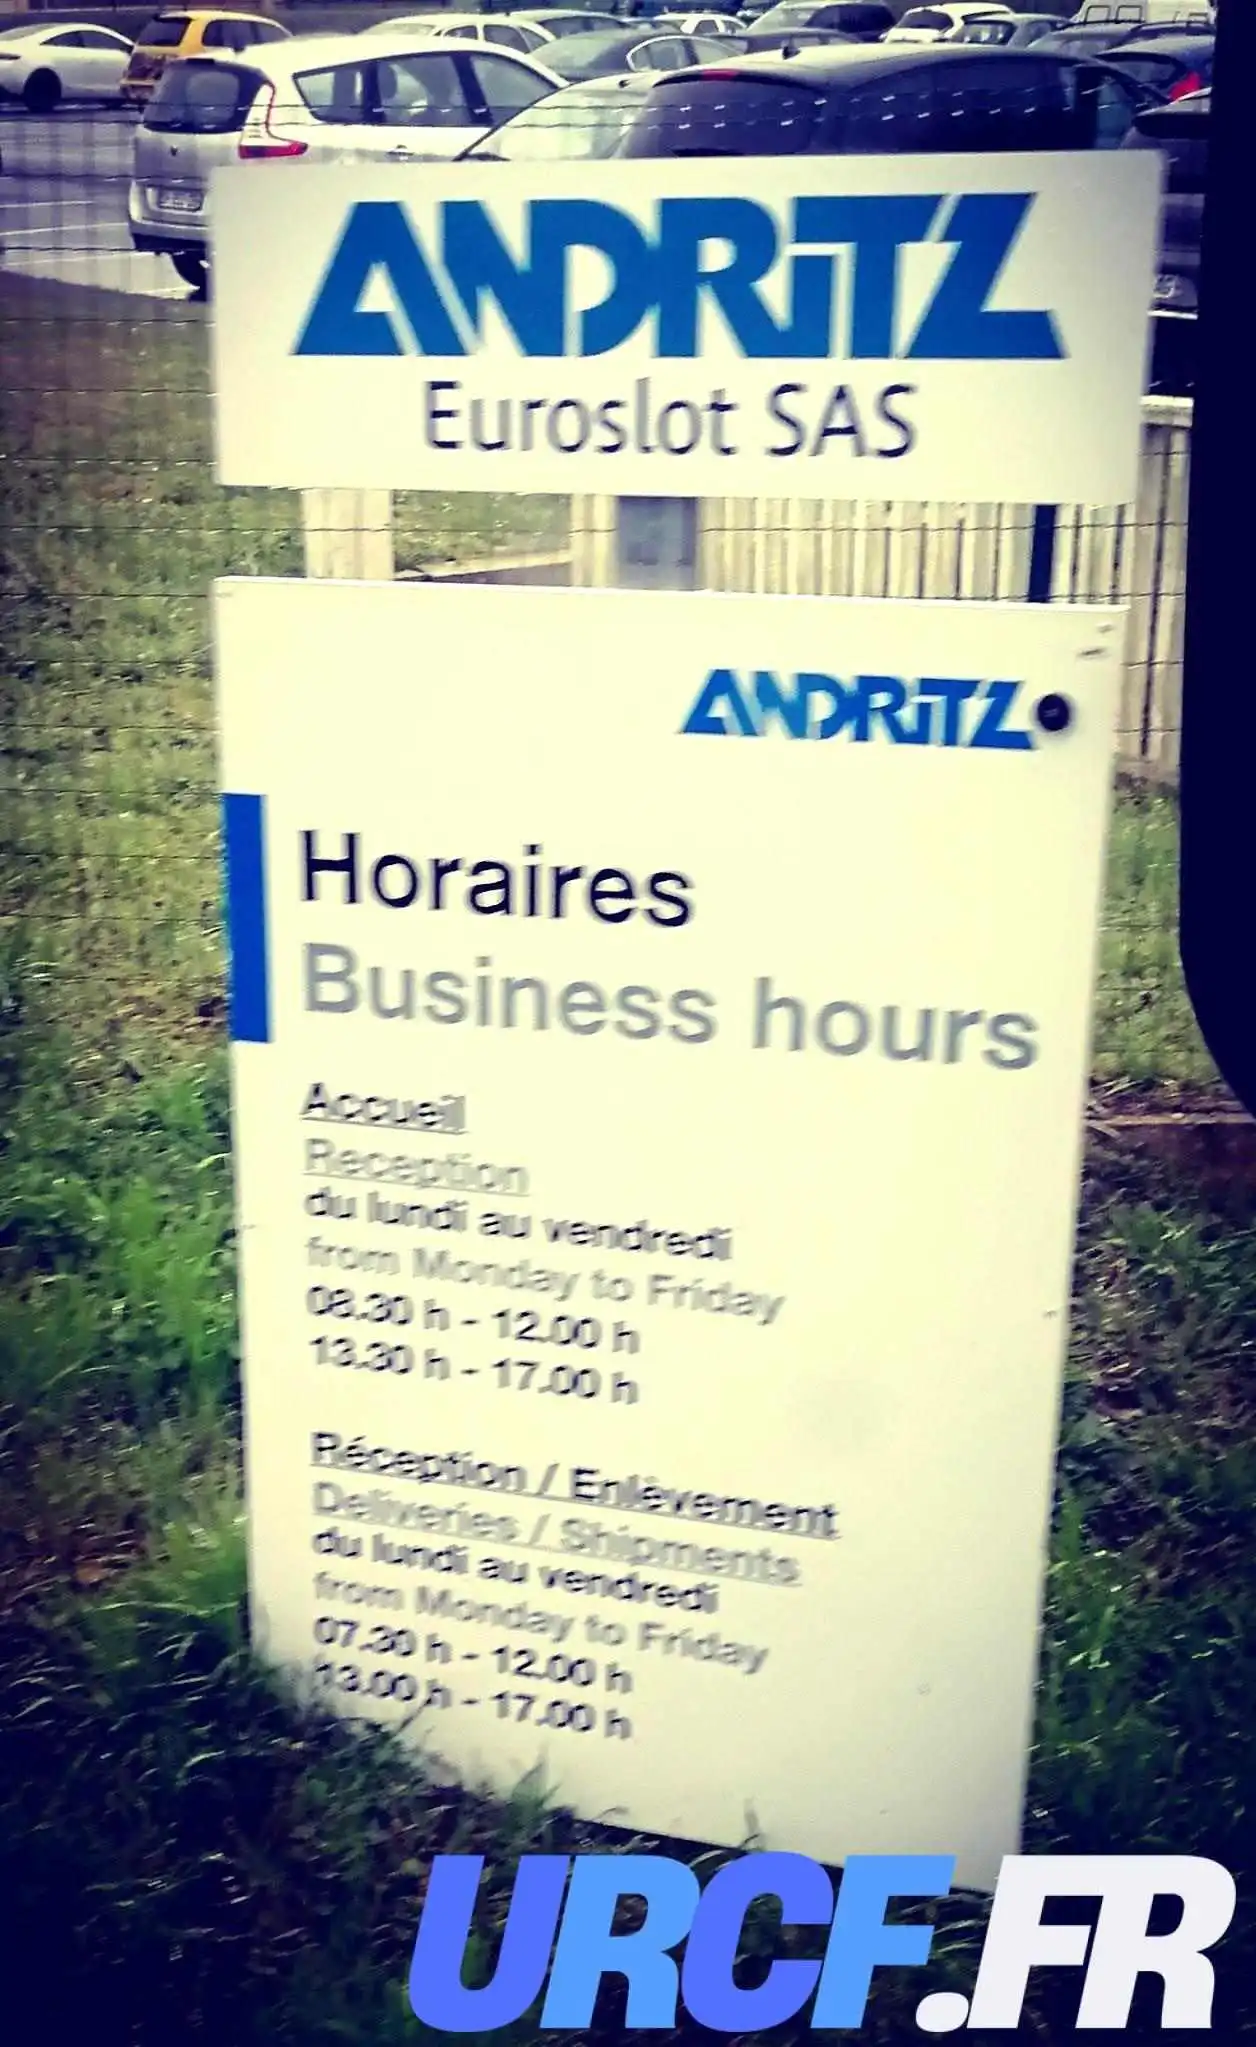 ANDRITZ
Euroslot SAS
ANDRITZ
Horaires
Business hours
Accueil
Reception
du lundi au vendredi
from Monday to Friday
08.30 h - 12.00 h
13.30 h - 17.00 h
Réception / Enlèvement
Deliveries / Shipments
du lundi au vendredi
from Monday to Friday
07.30 h - 12.00 h
13.00 h - 17.00 h
URCF.FR